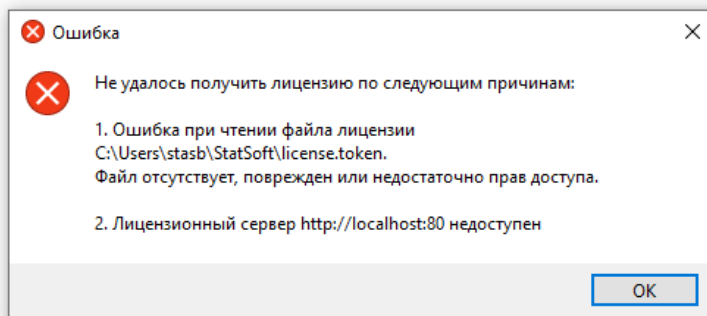 Ошибка
Не удалось получить лицензию по следующим причинам:
1. Ошибка при чтении файла лицензии
C:\Users\stasb\StatSoft\license.token.
Файл отсутствует, поврежден или недостаточно прав доступа.
2. Лицензионный сервер http://localhost:80 недоступен
OK